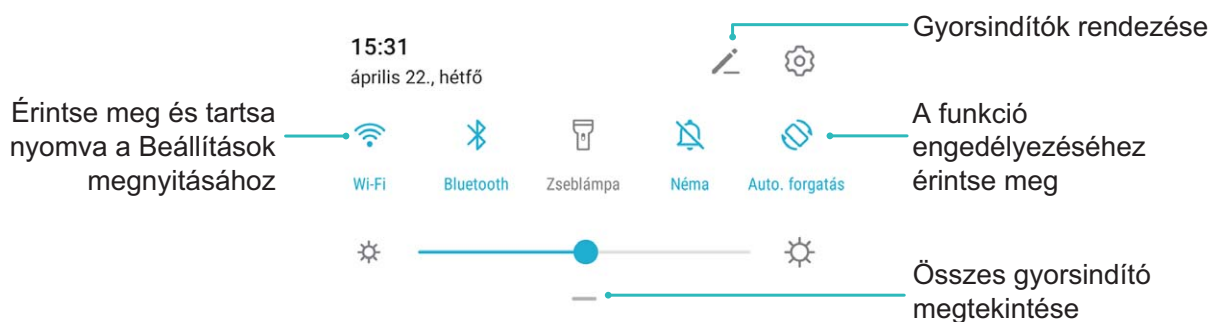 Gyorsindítók rendezése
15:31
április 22., hétfő
Érintse meg és tartsa
nyomva a Beállítások
megnyitásához
A funkció
engedélyezéséhez
érintse meg
Wi-Fi
Bluetooth
Zseblámpa
Néma
Auto. forgatás
Összes gyorsindító
megtekintése